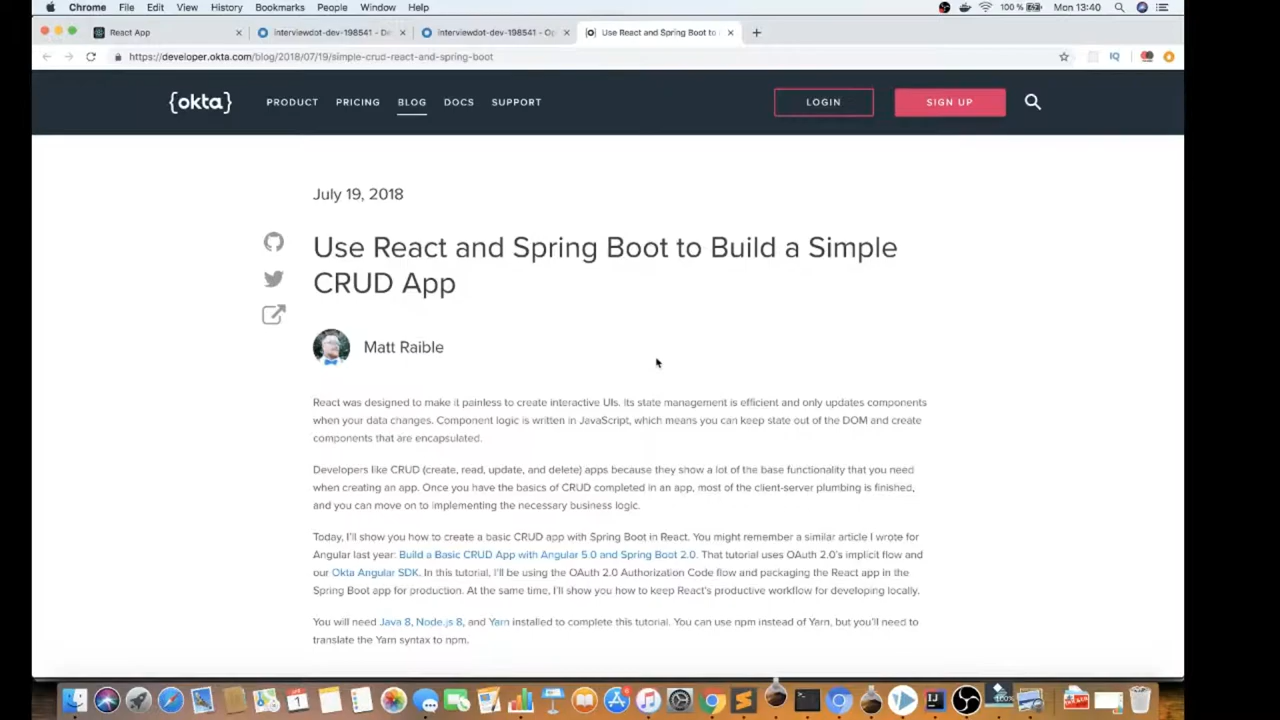 Chrome File Edit View History Bookmarks People Window Help 100 % Mon 13:40
React App interviewdot-dev-198541 - De interviewdot-dev-198541 - Op Use React and Spring Boot to
https://developer.okta.com/blog/2018/07/19/simple-crud-react-and-spring-boot IQ
{okta} PRODUCT PRICING BLOG DOCS SUPPORT LOGIN SIGN UP
July 19, 2018
Use React and Spring Boot to Build a Simple
CRUD App
Matt Raible
React was designed to make it painless to create interactive UIs. Its state management is efficient and only updates components
when your data changes. Component logic is written in JavaScript, which means you can keep state out of the DOM and create
components that are encapsulated.
Developers like CRUD (create, read, update, and delete) apps because they show a lot of the base functionality that you need
when creating an app. Once you have the basics of CRUD completed in an app, most of the client-server plumbing is finished,
and you can move on to implementing the necessary business logic.
Today, I'll show you how to create a basic CRUD app with Spring Boot in React. You might remember a similar article I wrote for
Angular last year: Build a Basic CRUD App with Angular 5.0 and Spring Boot 2.0. That tutorial uses OAuth 2.0's implicit flow and
our Okta Angular SDK. In this tutorial, I'll be using the OAuth 2.0 Authorization Code flow and packaging the React app in the
Spring Boot app for production. At the same time, I'll show you how to keep React's productive workflow for developing locally.
You will need Java 8, Node.js 8, and Yarn installed to complete this tutorial. You can use npm instead of Yarn, but you'll need to
translate the Yarn syntax to npm.